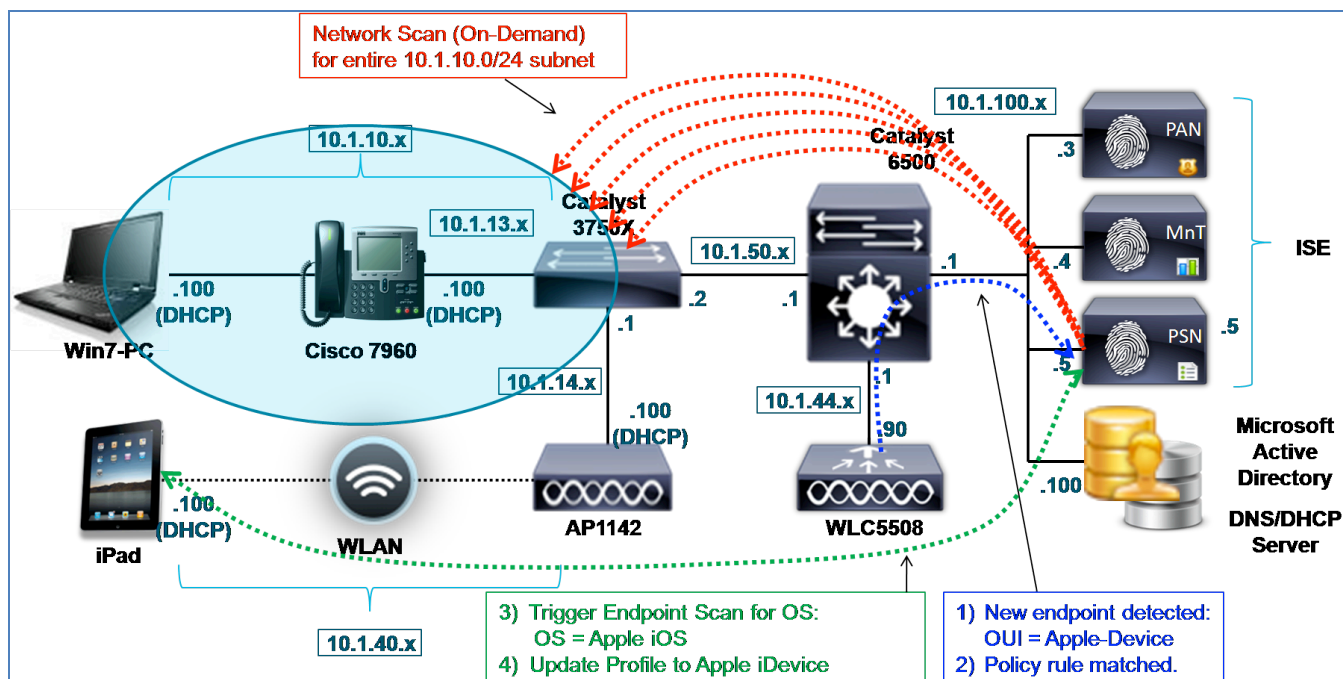 Network Scan (On-Demand)
for entire 10.1.10.0/24 subnet
10.1.100.x
PAN
.3
Catalyst
6500
10.1.10.x
Catalyst
3750X
10.1.13.x
10.1.50.x
MnT
.4
ISE
.1
.100
(DHCP)
.100
(DHCP)
.2
.1
PSN
.5
.5
Win7-PC
Cisco 7960
.1
10.1.14.x
.1
10.1.44.x
.100
(DHCP)
.90
Microsoft
Active
Directory
.100
DNS/DHCP
Server
.100
(DHCP)
iPad
WLAN
AP1142
WLC5508
10.1.40.x
3) Trigger Endpoint Scan for OS:
OS = Apple iOS
4) Update Profile to Apple iDevice
1) New endpoint detected:
OUI = Apple-Device
2) Policy rule matched.